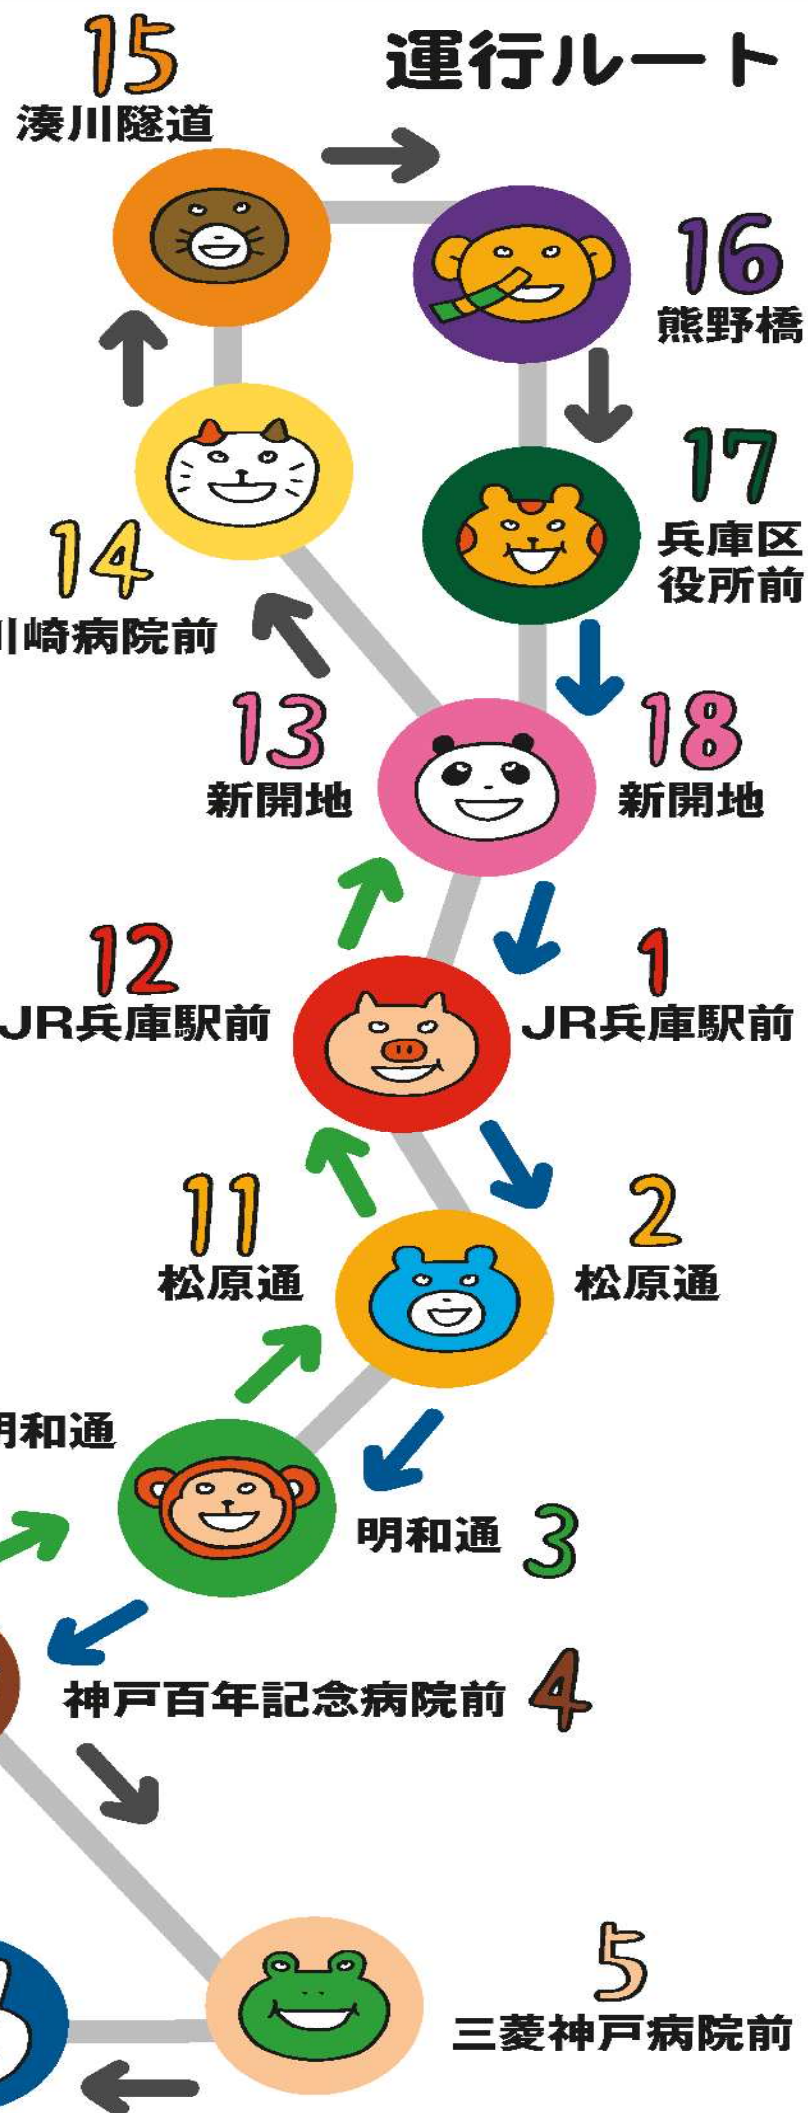 運行ルート
15
湊川隧道
16
熊野橋
17
兵庫区
役所前
14
川崎病院前
13
新開地
18
新開地
12
JR兵庫駅前
1
JR兵庫駅前
11
松原通
2
松原通
明和通
明和通 3
神戸百年記念病院前 4
5
三菱神戸病院前